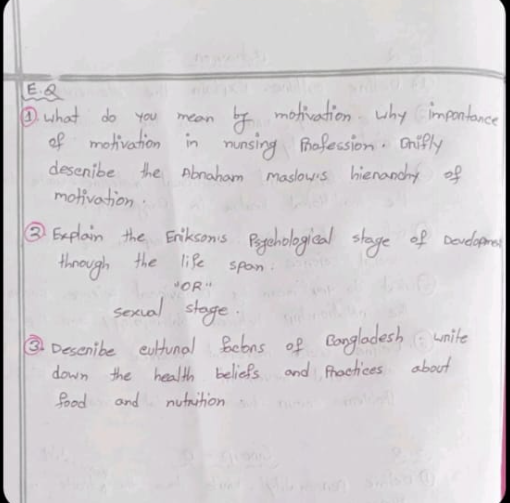 E.Q
① What do you mean by motivation. Why importance
of motivation in nursing Profession. Brifly
describe the Abraham maslow's hierarchy of
motivation.
② Explain the Erikson's Psychological stage of Development
through the life span.
"OR"
sexual stage.
③ Describe cultural factors of Bangladesh. write
down the health beliefs and Practices about
food and nutrition